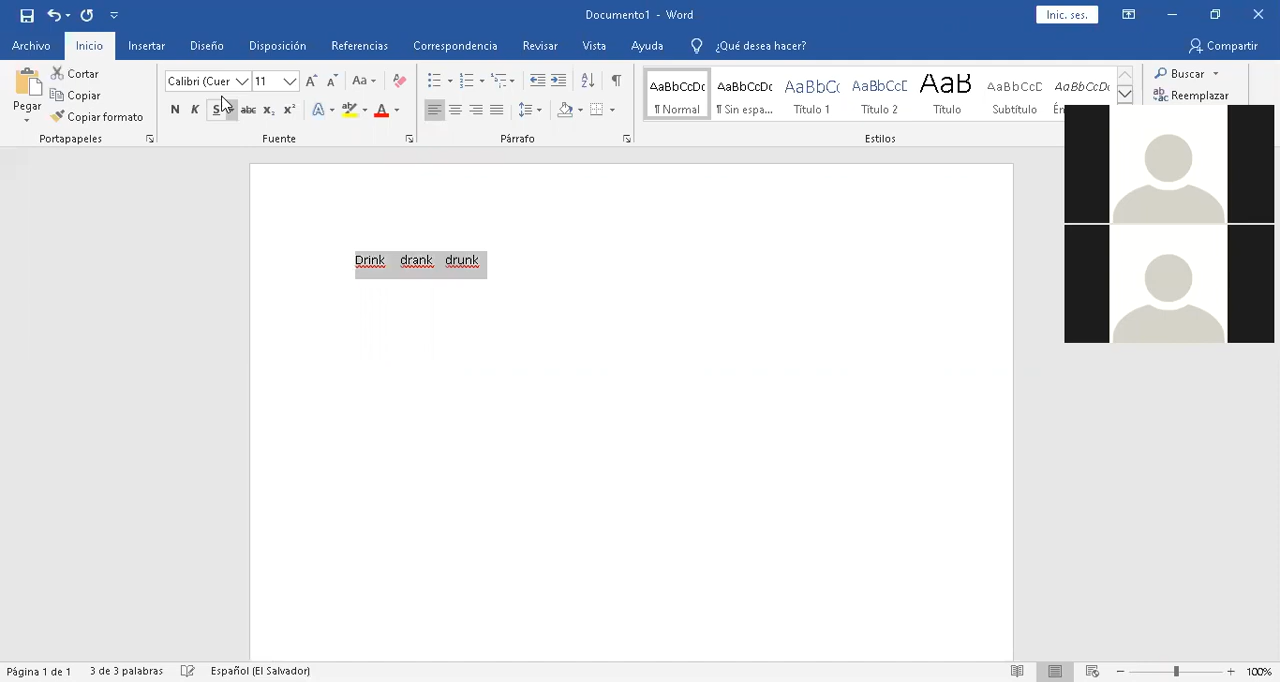 Documento1 - Word
Inic. ses.
Archivo Inicio Insertar Diseño Disposición Referencias Correspondencia Revisar Vista Ayuda ¿Qué desea hacer? Compartir
Pegar
Cortar
Copiar
Copiar formato
Portapapeles
Calibri (Cuer 11 Aa
N K S abc x₂ x² A ab A
Fuente
Párrafo
AaBbCcDc AaBbCcDc AaBbCc AaBbCcD AaB AaBbCcD AaBbCcDc
¶ Normal ¶ Sin espa... Título 1 Título 2 Título Subtítulo
Estilos
Buscar
Reemplazar
Drink drank drunk
Página 1 de 1 3 de 3 palabras Español (El Salvador) 100%